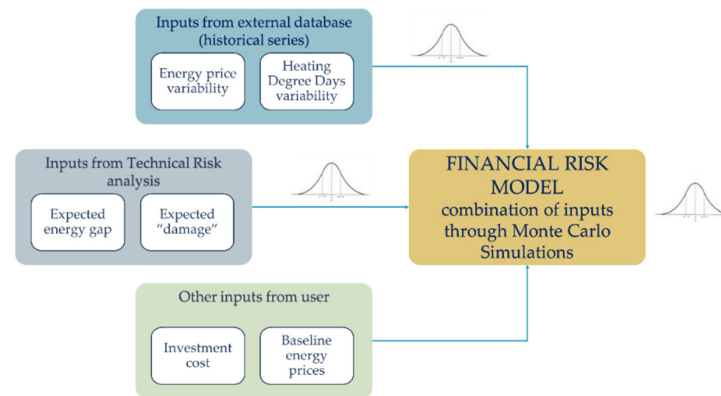 Inputs from external database
(historical series)
Energy price
variability
Heating
Degree Days
variability
Inputs from Technical Risk
analysis
Expected
energy gap
Expected
“damage”
FINANCIAL RISK
MODEL
combination of inputs
through Monte Carlo
Simulations
Other inputs from user
Investment
cost
Baseline
energy
prices